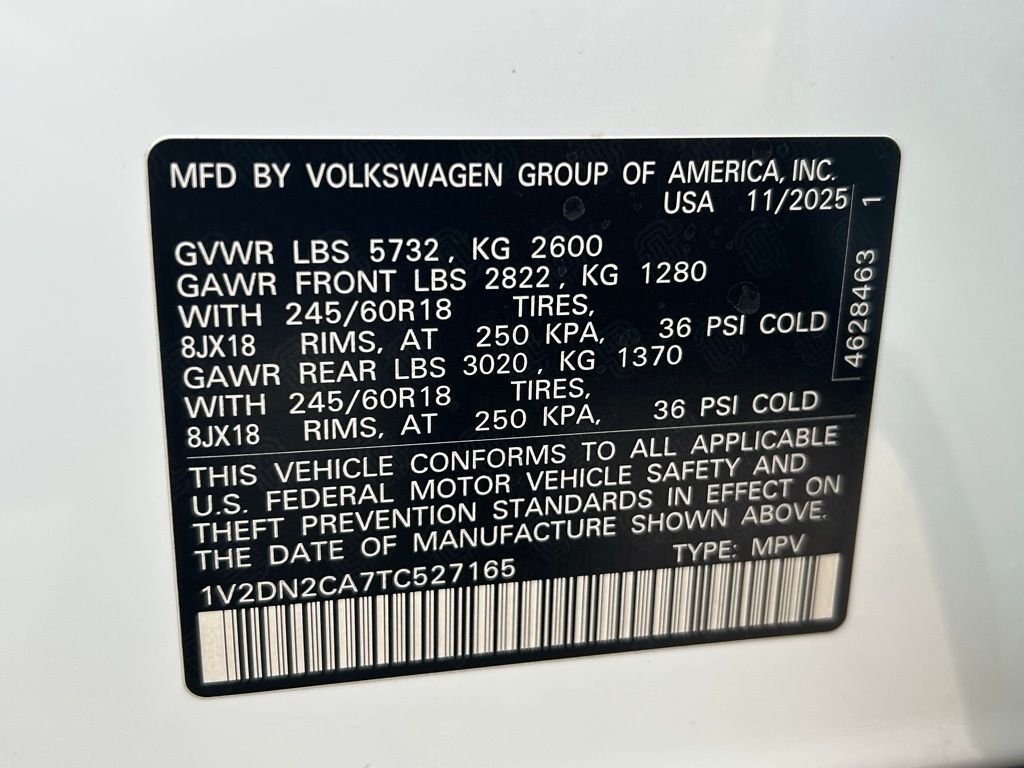 MFD BY VOLKSWAGEN GROUP OF AMERICA, INC.
USA 11/2025
GVWR LBS 5732, KG 2600
GAWR FRONT LBS 2822, KG 1280
WITH 245/60R18 TIRES,
8JX18 RIMS, AT 250 KPA, 36 PSI COLD
GAWR REAR LBS 3020, KG 1370
WITH 245/60R18 TIRES,
8JX18 RIMS, AT 250 KPA, 36 PSI COLD
4628463 1
THIS VEHICLE CONFORMS TO ALL APPLICABLE
U.S. FEDERAL MOTOR VEHICLE SAFETY AND
THEFT PREVENTION STANDARDS IN EFFECT ON
THE DATE OF MANUFACTURE SHOWN ABOVE.
1V2DN2CA7TC527165 TYPE: MPV